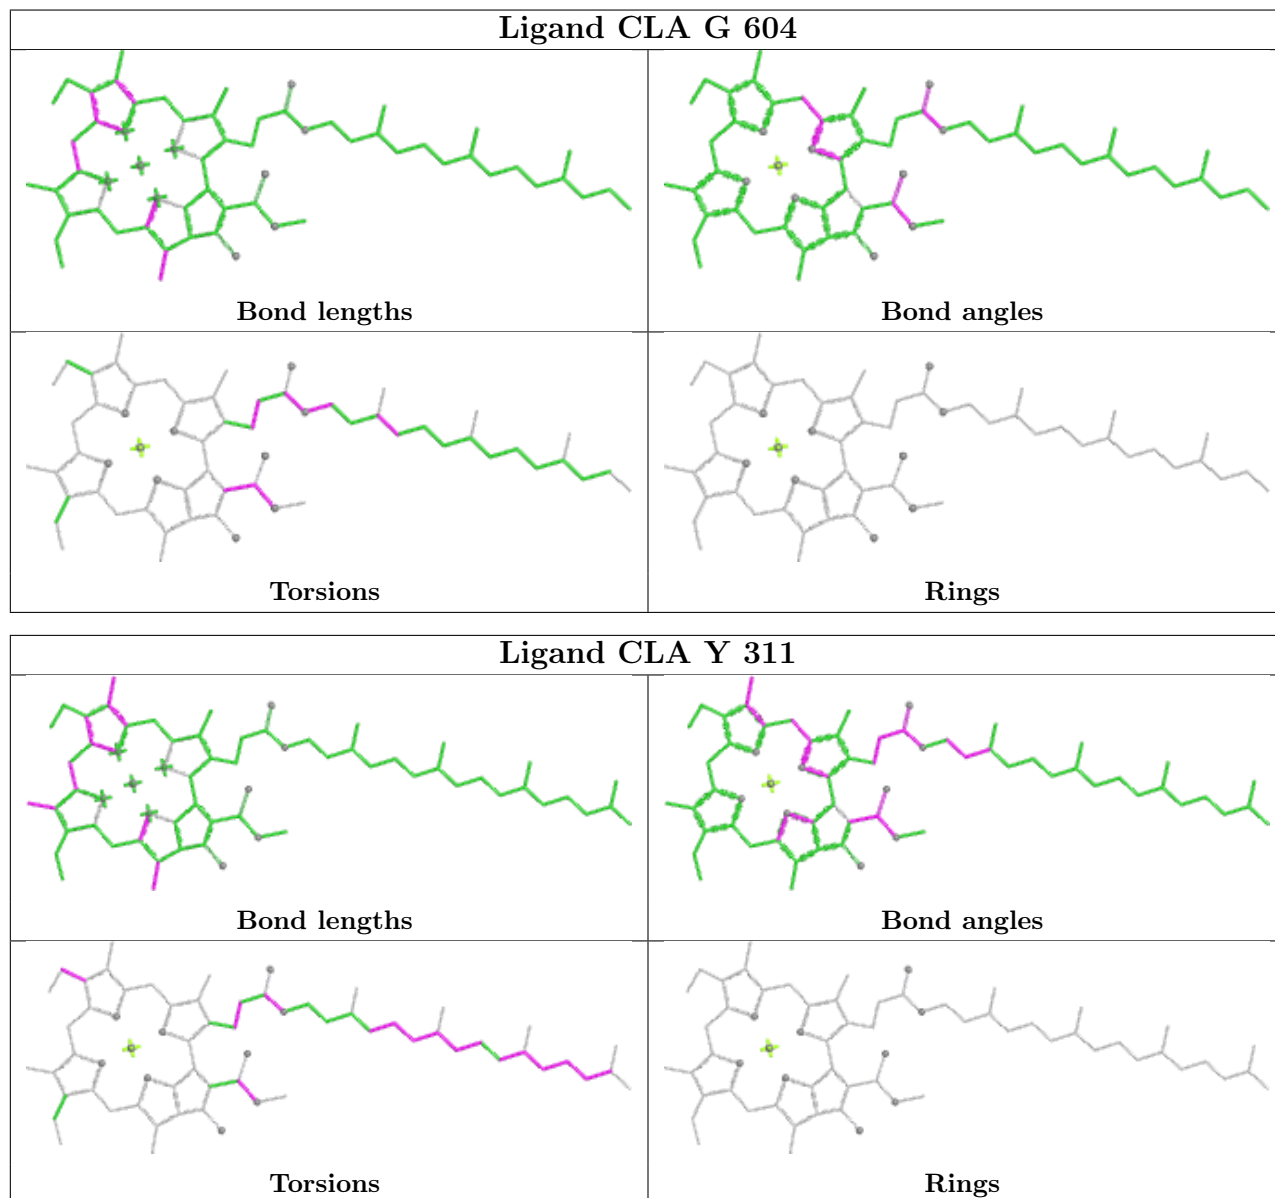 Ligand CLA G 604
Bond lengths
Bond angles
Torsions
Rings
Ligand CLA Y 311
Bond lengths
Bond angles
Torsions
Rings